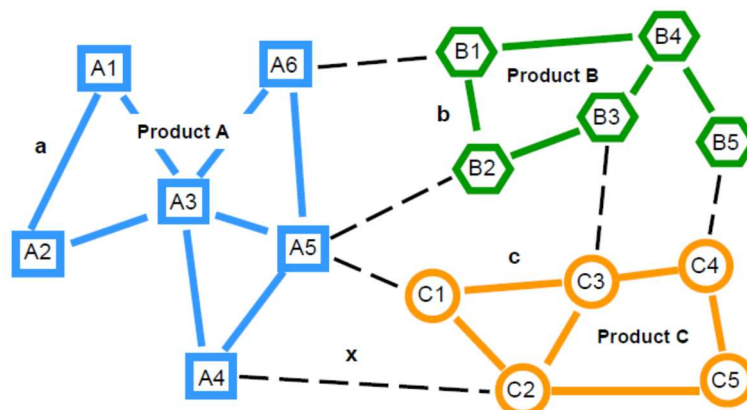 A1
A6
B1
B4
Product B
a
Product A
b
B3
B5
A3
B2
A2
A5
c
C4
C1
C3
Product C
x
A4
C2
C5